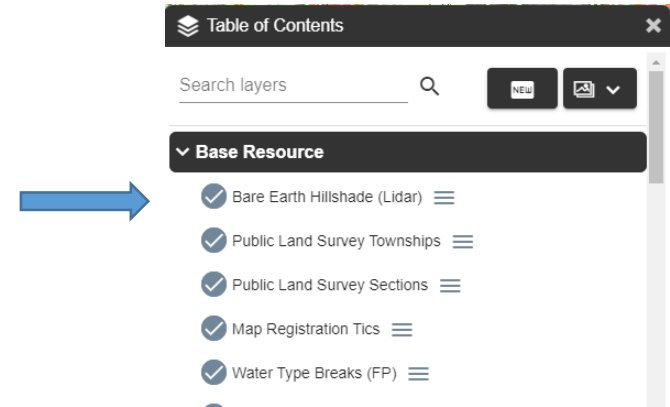 Table of Contents
Search layers
NEW
Base Resource
Bare Earth Hillshade (Lidar)
Public Land Survey Townships
Public Land Survey Sections
Map Registration Tics
Water Type Breaks (FP)